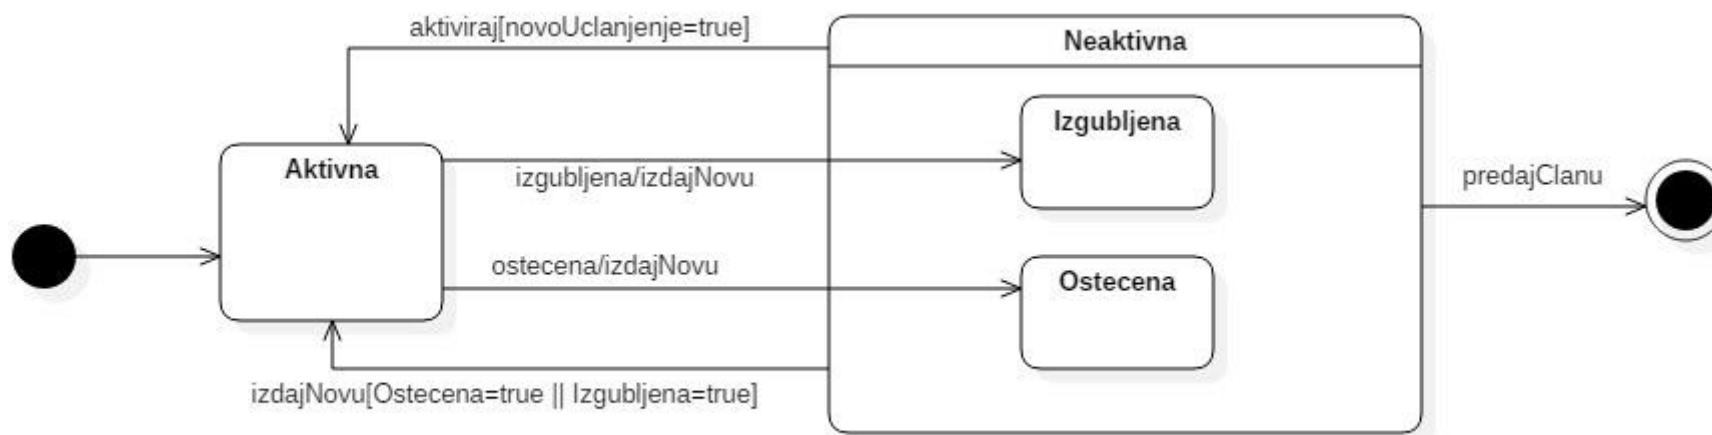 aktiviraj[novoUclanjenje=true]
Neaktivna
Izgubljena
Aktivna
izgubljena/izdajNovu
predajClanu
ostecena/izdajNovu
Ostecena
izdajNovu[Ostecena=true || Izgubljena=true]